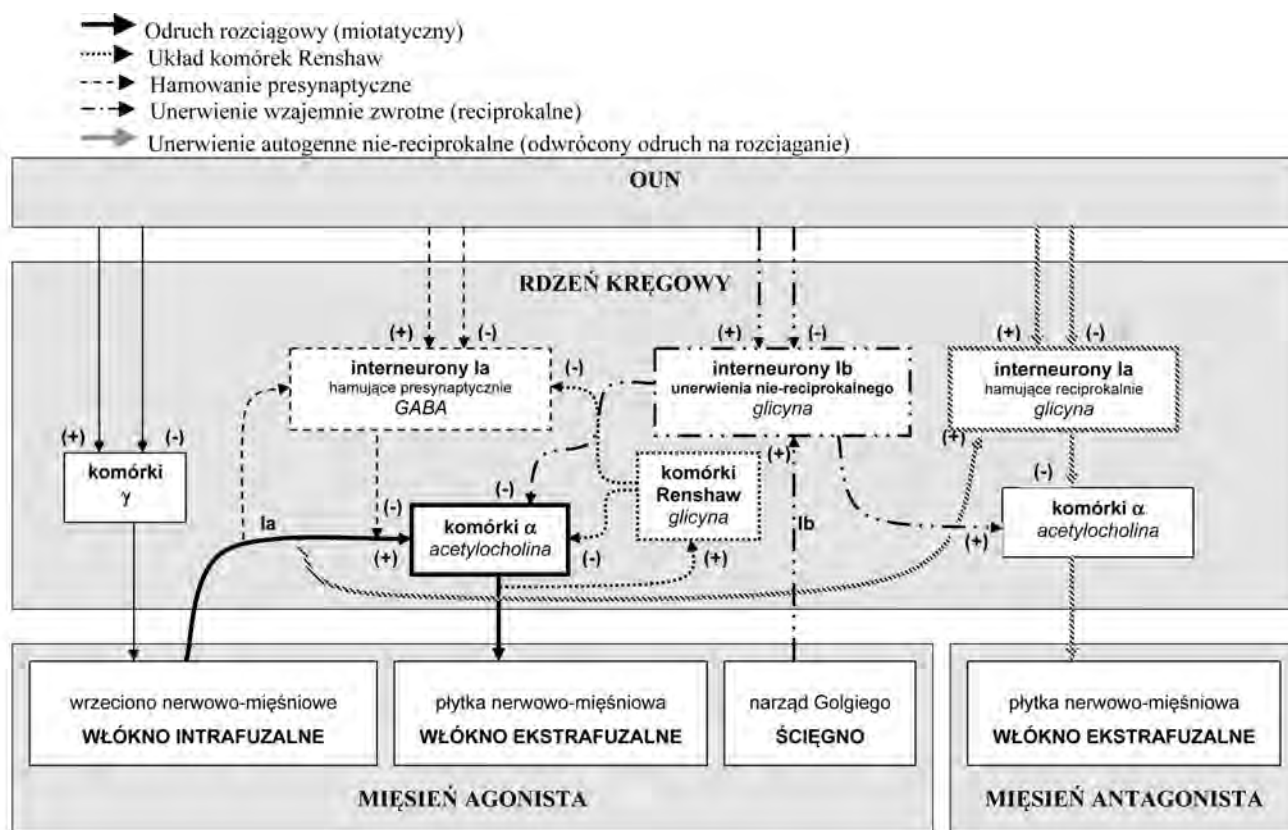 Odruch rozciągowy (miotatyczny)
Układ komórek Renshaw
Hamowanie presynaptyczne
Unerwienie wzajemnie zwrotne (reciprokalne)
Unerwienie autogenne nie-reciprokalne (odwrócony odruch na rozciaganie)
OUN
RDZEŃ KRĘGOWY
(+) (-)
interneurony Ia
hamujące presynaptycznie
GABA
(-)
(+) (-)
interneurony Ib
unerwienia nie-reciprokalnego
glicyna
(+) (-)
interneurony Ia
hamujące reciprokalnie
glicyna
(+) (-)
komórki
γ
Ia
(-)
(+)
(-)
komórki α
acetylocholina
(-)
komórki
Renshaw
glicyna
(+)
(+)
Ib
(+)
(-)
komórki α
acetylocholina
(+)
wrzeciono nerwowo-mięśniowe
WŁÓKNO INTRAFUZALNE
płytka nerwowo-mięśniowa
WŁÓKNO EKSTRAFUZALNE
narząd Golgiego
ŚCIĘGNO
płytka nerwowo-mięśniowa
WŁÓKNO EKSTRAFUZALNE
MIĘSIEŃ AGONISTA
MIĘSIEŃ ANTAGONISTA